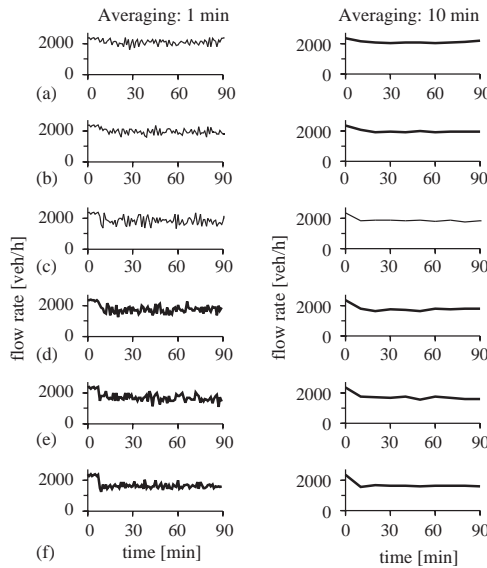 Averaging: 1 min Averaging: 10 min
2000 2000
0 0
(a) 0 30 60 90 0 30 60 90
2000 2000
0 0
(b) 0 30 60 90 0 30 60 90
2000 2000
0 0
(c) 0 30 60 90 0 30 60 90
flow rate [veh/h] flow rate [veh/h]
2000 2000
0 0
(d) 0 30 60 90 0 30 60 90
2000 2000
0 0
(e) 0 30 60 90 0 30 60 90
2000 2000
0 0
0 30 60 90 0 30 60 90
(f) time [min] time [min]